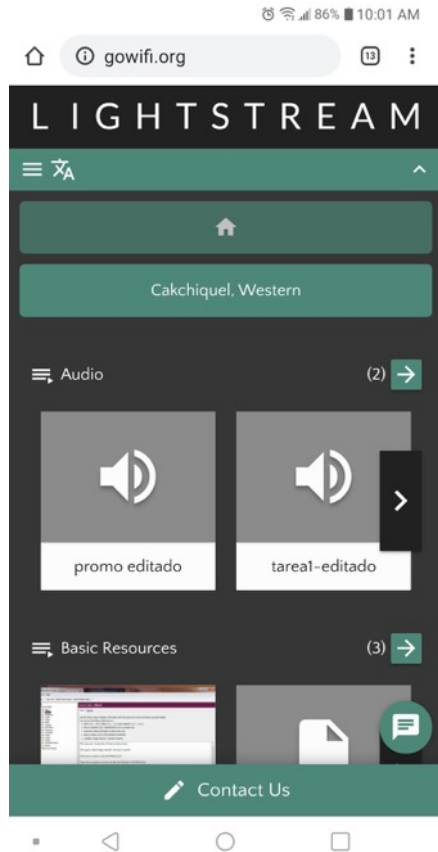 86% 10:01 AM
gowifi.org
13
LIGHTSTREAM
Cakchiquel, Western
Audio (2)
promo editado
tarea1-editado
Basic Resources (3)
Contact Us